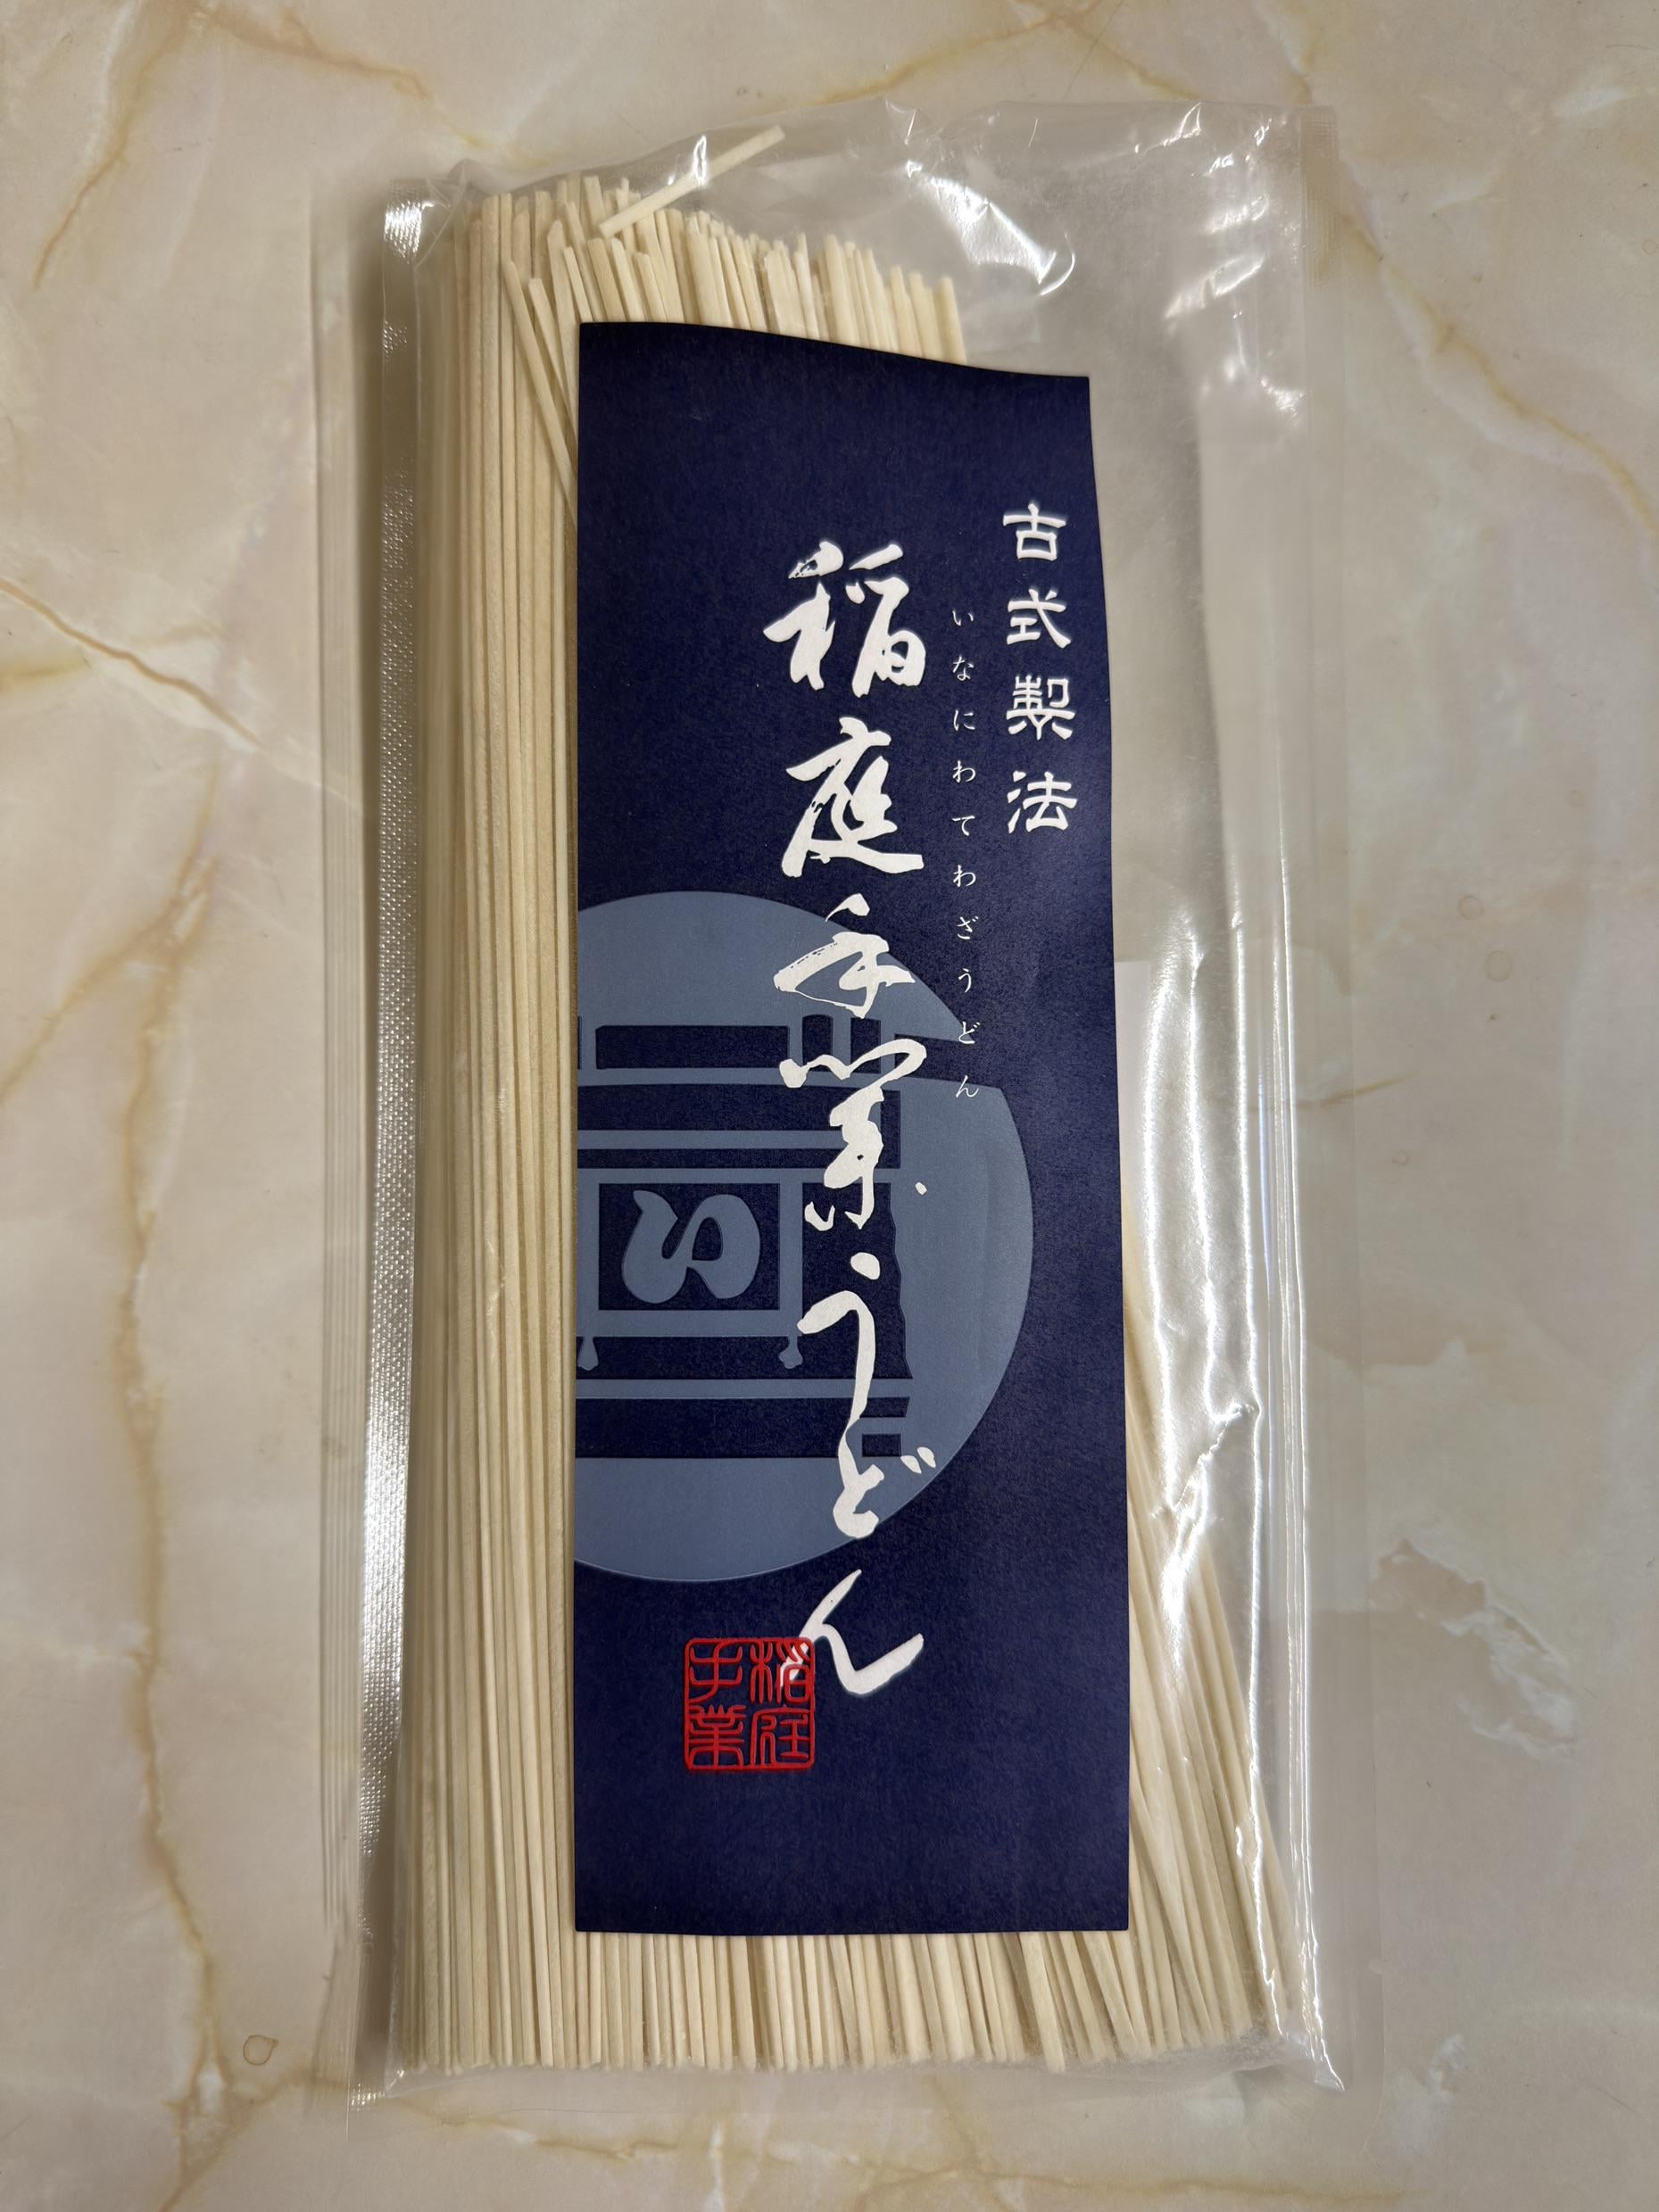 古式製法
いなにわてわざうどん
稲庭手業うどん
い
稲庭
手業